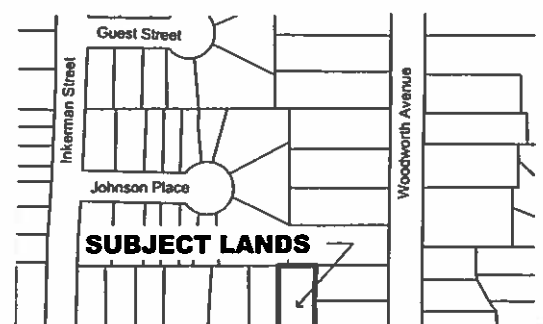 Guest Street
Inkerman Street
Woodworth Avenue
Johnson Place
SUBJECT LANDS